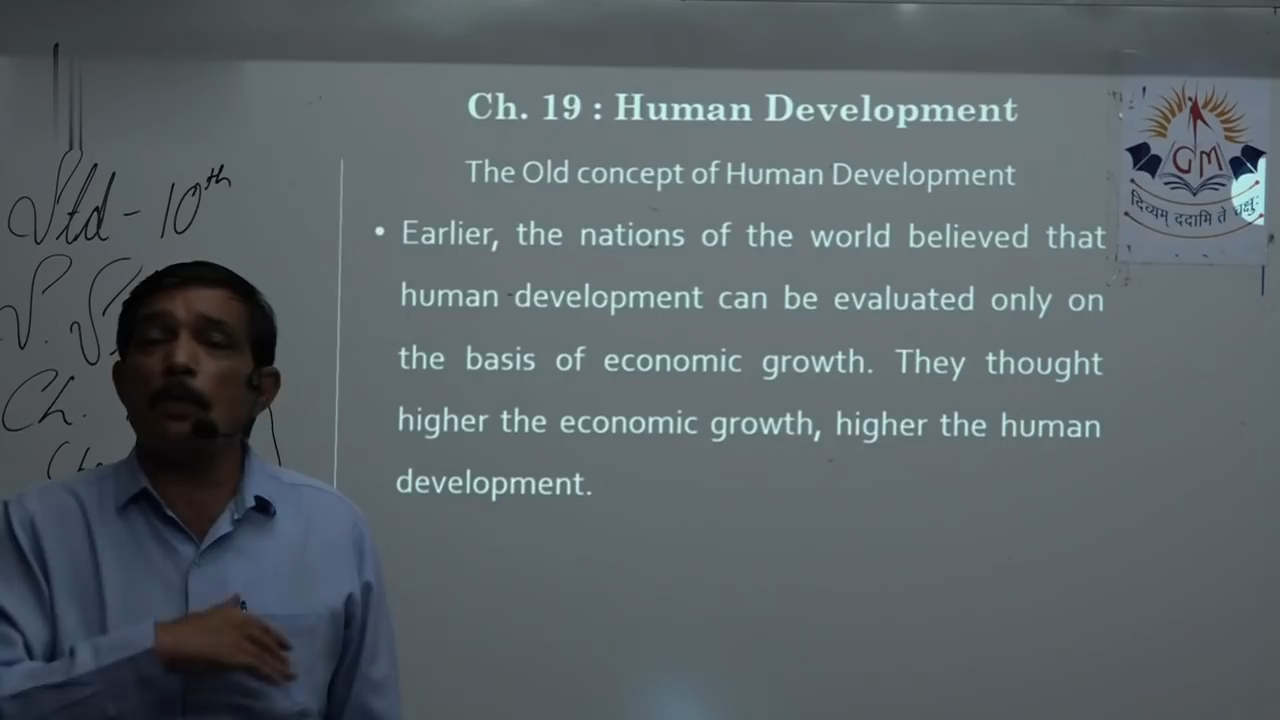 Ch. 19 : Human Development
The Old concept of Human Development
• Earlier, the nations of the world believed that
human development can be evaluated only on
the basis of economic growth. They thought
higher the economic growth, higher the human
development.
Std - 10th
Ch.
GM
दिव्यम् ददामि ते चक्षुः